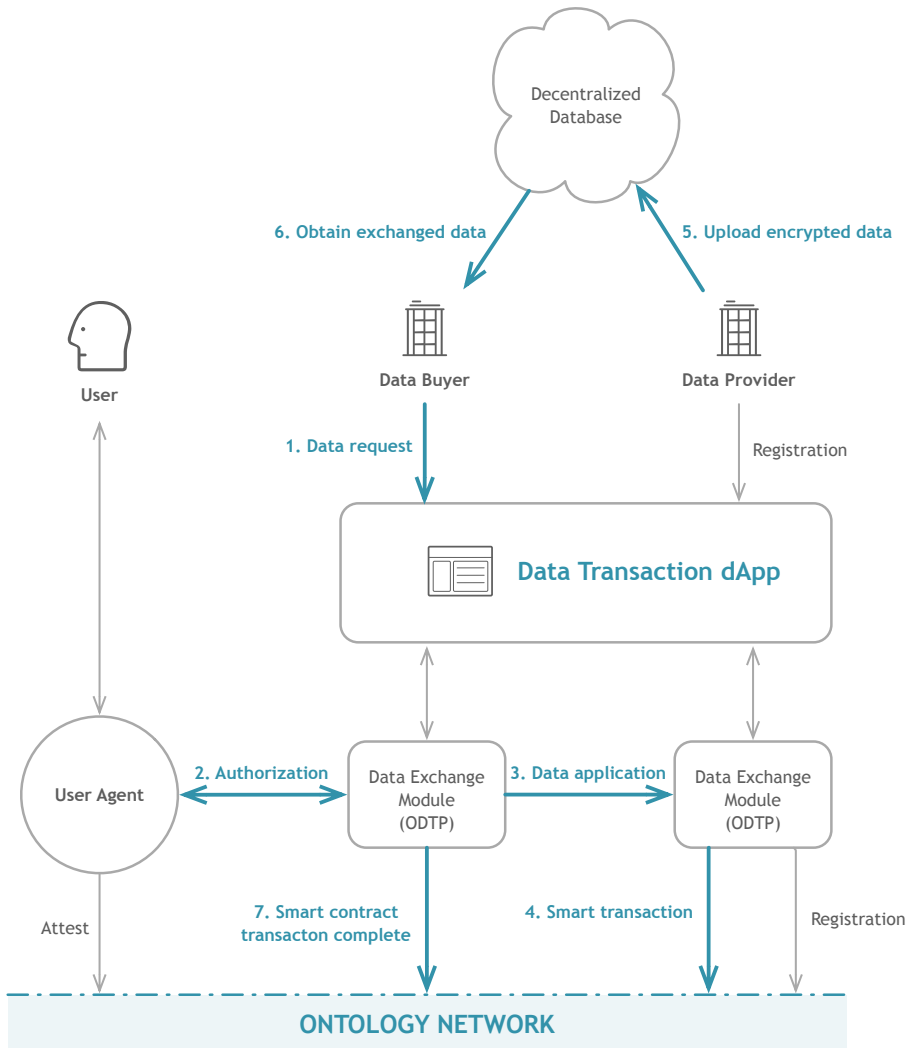 Decentralized
Database
6. Obtain exchanged data
5. Upload encrypted data
User
Data Buyer
Data Provider
1. Data request
Registration
Data Transaction dApp
User Agent
2. Authorization
Data Exchange
Module
(ODTP)
3. Data application
Data Exchange
Module
(ODTP)
Attest
7. Smart contract
transacton complete
4. Smart transaction
Registration
ONTOLOGY NETWORK